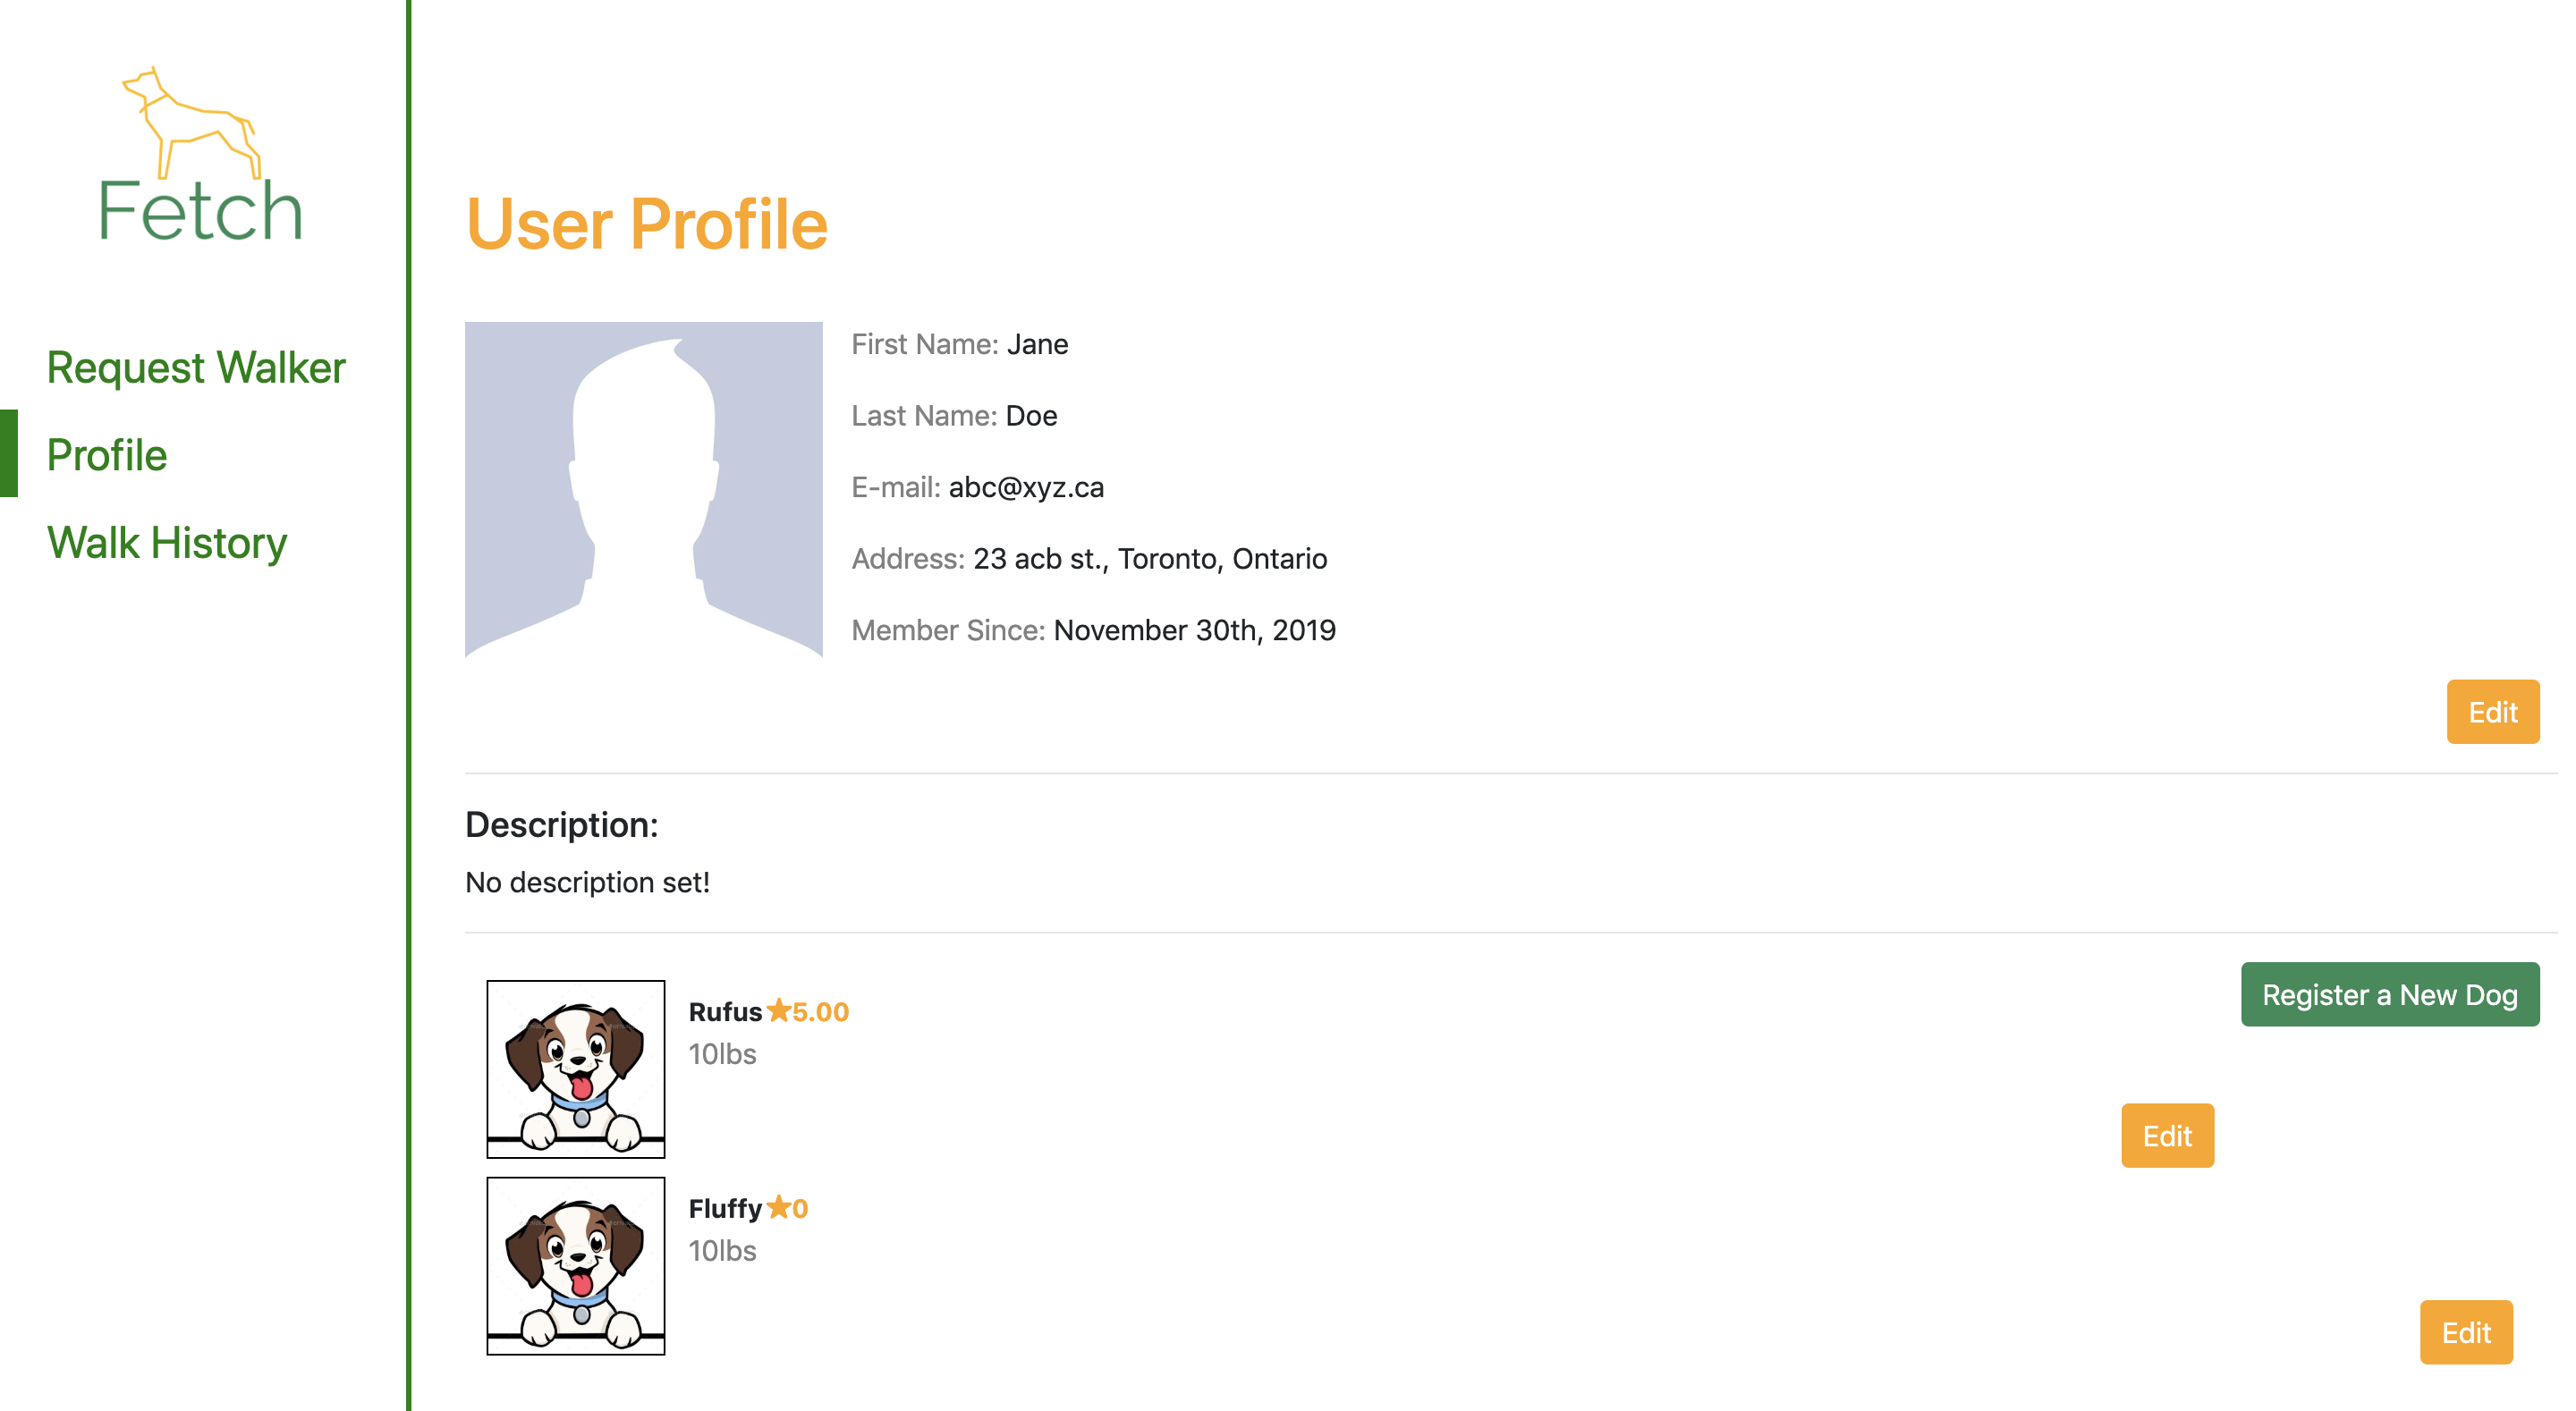 Fetch
Request Walker
Profile
Walk History
User Profile
First Name: Jane
Last Name: Doe
E-mail: abc@xyz.ca
Address: 23 acb st., Toronto, Ontario
Member Since: November 30th, 2019
Edit
Description:
No description set!
Register a New Dog
Rufus★5.00
10lbs
Edit
Fluffy★0
10lbs
Edit